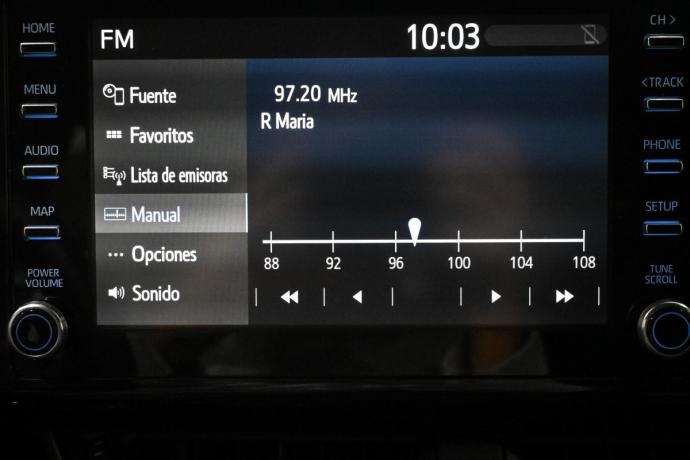 HOME
MENU
AUDIO
MAP
POWER
VOLUME
FM
10:03
Fuente
Favoritos
Lista de emisoras
Manual
Opciones
Sonido
97.20 MHz
R Maria
88 92 96 100 104 108
CH >
< TRACK
PHONE
SETUP
TUNE
SCROLL